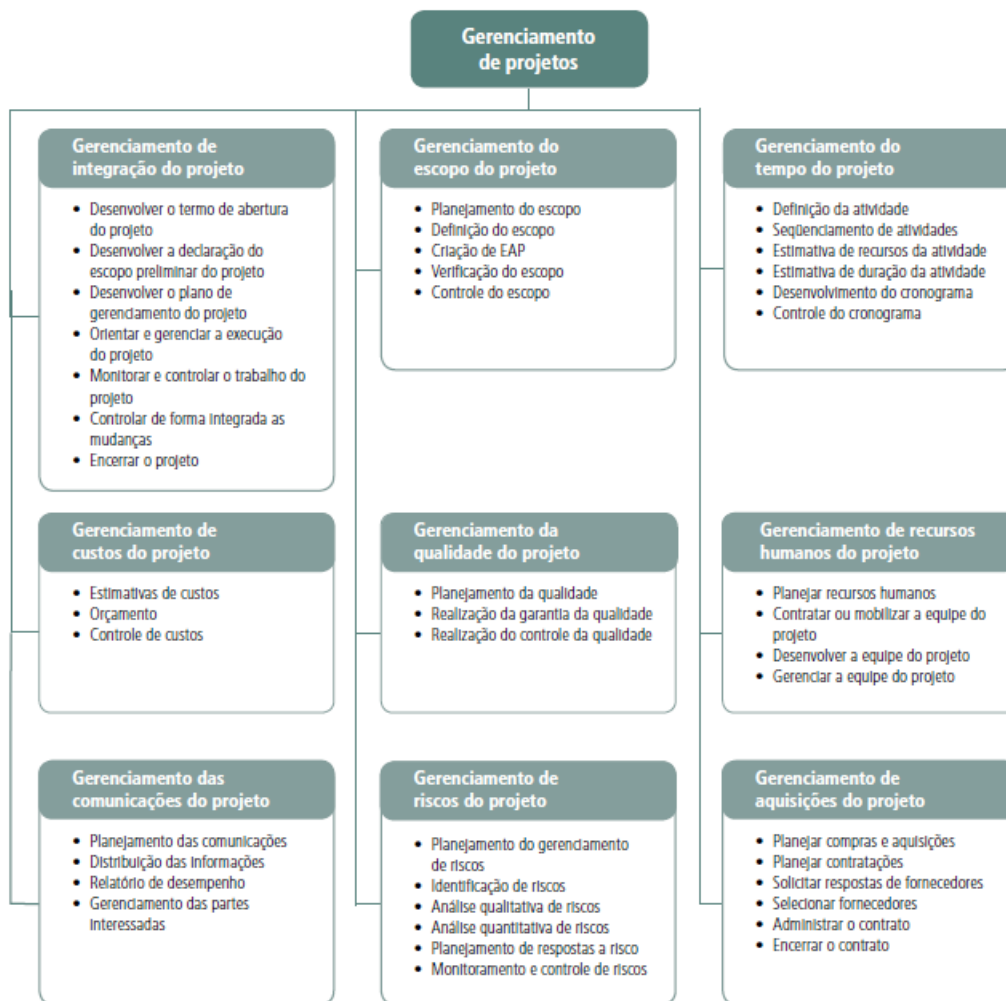 Gerenciamento
de projetos
Gerenciamento de
integração do projeto
• Desenvolver o termo de abertura
do projeto
• Desenvolver a declaração do
escopo preliminar do projeto
• Desenvolver o plano de
gerenciamento do projeto
• Orientar e gerenciar a execução
do projeto
• Monitorar e controlar o trabalho do
projeto
• Controlar de forma integrada as
mudanças
• Encerrar o projeto
Gerenciamento do
escopo do projeto
• Planejamento do escopo
• Definição do escopo
• Criação de EAP
• Verificação do escopo
• Controle do escopo
Gerenciamento do
tempo do projeto
• Definição da atividade
• Seqüenciamento de atividades
• Estimativa de recursos da atividade
• Estimativa de duração da atividade
• Desenvolvimento do cronograma
• Controle do cronograma
Gerenciamento de
custos do projeto
• Estimativas de custos
• Orçamento
• Controle de custos
Gerenciamento da
qualidade do projeto
• Planejamento da qualidade
• Realização da garantia da qualidade
• Realização do controle da qualidade
Gerenciamento de recursos
humanos do projeto
• Planejar recursos humanos
• Contratar ou mobilizar a equipe do
projeto
• Desenvolver a equipe do projeto
• Gerenciar a equipe do projeto
Gerenciamento das
comunicações do projeto
• Planejamento das comunicações
• Distribuição das informações
• Relatório de desempenho
• Gerenciamento das partes
interessadas
Gerenciamento de
riscos do projeto
• Planejamento do gerenciamento
de riscos
• Identificação de riscos
• Análise qualitativa de riscos
• Análise quantitativa de riscos
• Planejamento de respostas a risco
• Monitoramento e controle de riscos
Gerenciamento de
aquisições do projeto
• Planejar compras e aquisições
• Planejar contratações
• Solicitar respostas de fornecedores
• Selecionar fornecedores
• Administrar o contrato
• Encerrar o contrato